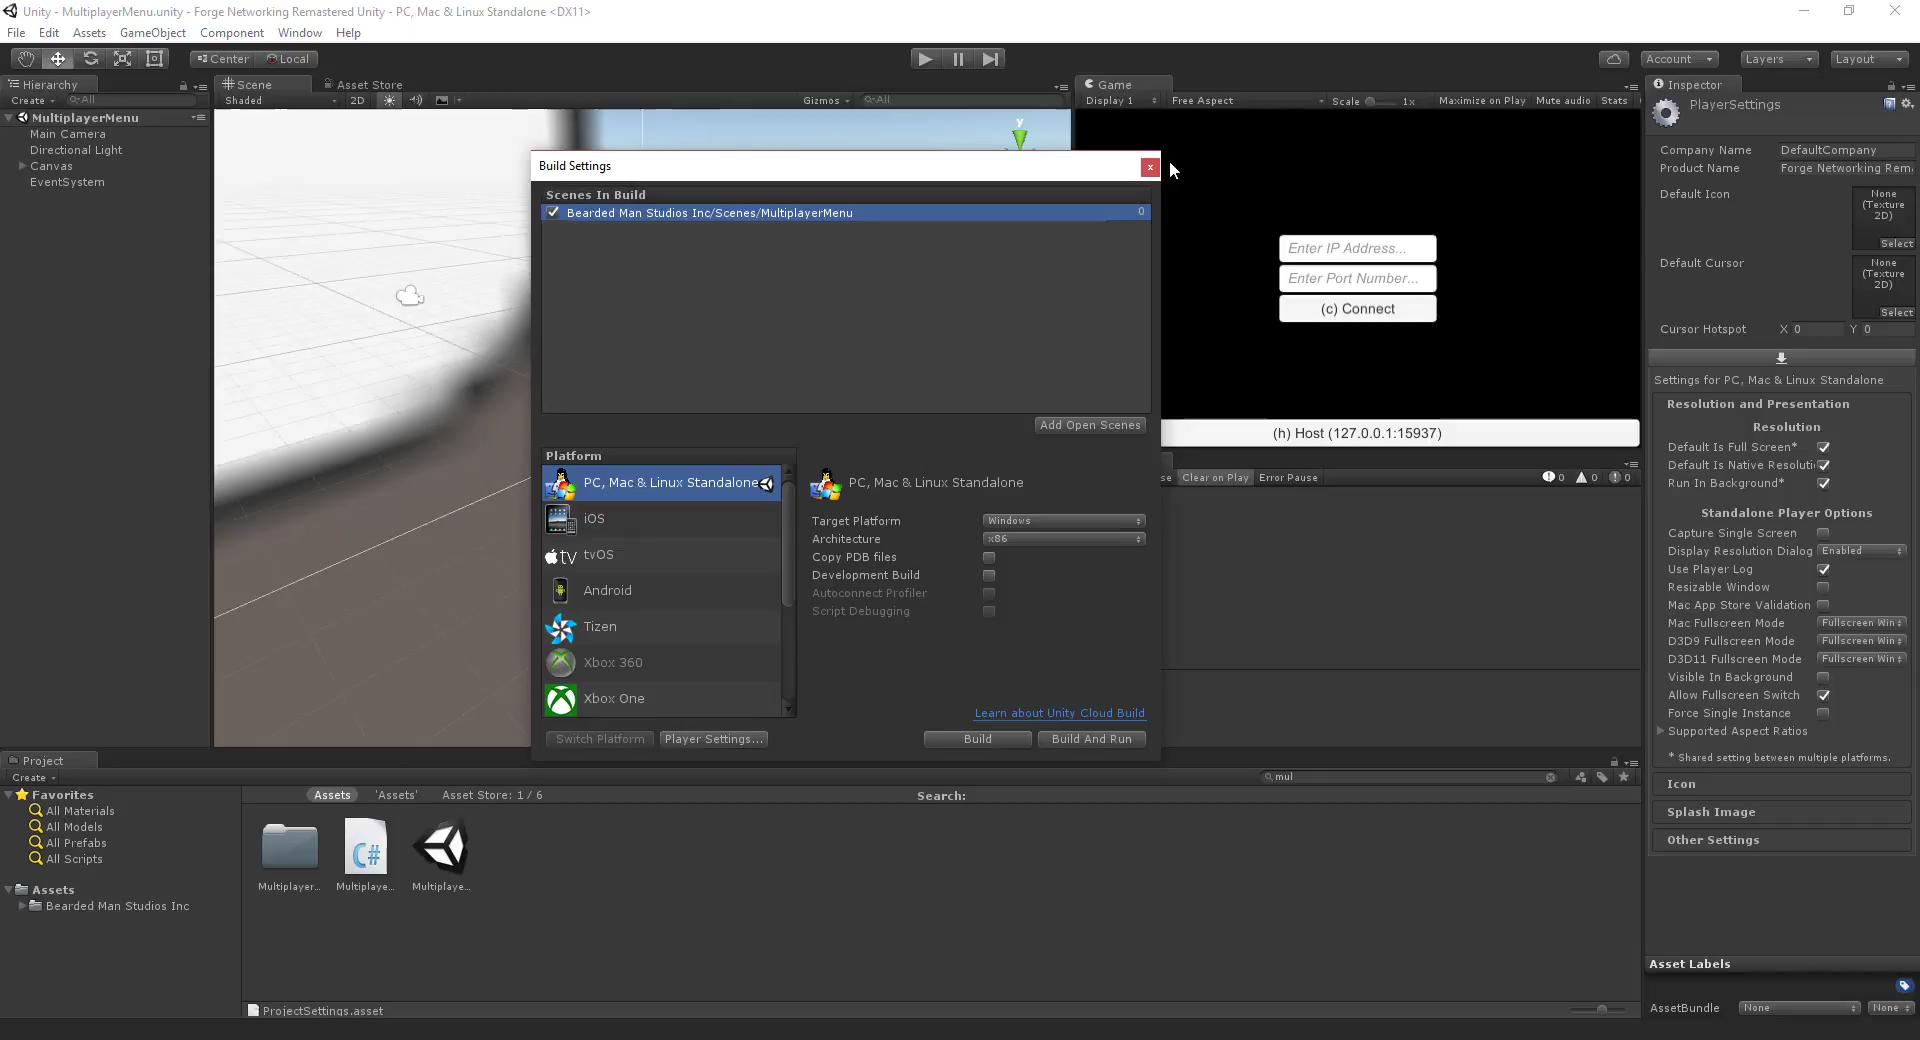 Unity - MultiplayerMenu.unity - Forge Networking Remastered Unity - PC, Mac & Linux Standalone <DX11>
File Edit Assets GameObject Component Window Help
Center Local
Account Layers Layout
Hierarchy
Create All
MultiplayerMenu
Main Camera
Directional Light
Canvas
EventSystem
Scene Asset Store
Shaded 2D Gizmos All
y
Game
Display 1 Free Aspect Scale 1x Maximize on Play Mute audio Stats
Enter IP Address...
Enter Port Number...
(c) Connect
(h) Host (127.0.0.1:15937)
se Clear on Play Error Pause 0 0 0
Build Settings
x
Scenes In Build
Bearded Man Studios Inc/Scenes/MultiplayerMenu 0
Add Open Scenes
Platform
PC, Mac & Linux Standalone
iOS
tv tvOS
Android
Tizen
Xbox 360
Xbox One
PC, Mac & Linux Standalone
Target Platform Windows
Architecture x86
Copy PDB files
Development Build
Autoconnect Profiler
Script Debugging
Learn about Unity Cloud Build
Switch Platform Player Settings... Build Build And Run
Inspector
PlayerSettings
Company Name DefaultCompany
Product Name Forge Networking Rem
Default Icon None (Texture 2D) Select
Default Cursor None (Texture 2D) Select
Cursor Hotspot X 0 Y 0
Settings for PC, Mac & Linux Standalone
Resolution and Presentation
Resolution
Default Is Full Screen*
Default Is Native Resoluti
Run In Background*
Standalone Player Options
Capture Single Screen
Display Resolution Dialog Enabled
Use Player Log
Resizable Window
Mac App Store Validation
Mac Fullscreen Mode Fullscreen Win
D3D9 Fullscreen Mode Fullscreen Win
D3D11 Fullscreen Mode Fullscreen Win
Visible In Background
Allow Fullscreen Switch
Force Single Instance
Supported Aspect Ratios
* Shared setting between multiple platforms.
Icon
Splash Image
Other Settings
Asset Labels
AssetBundle None None
Project
Create mul
Favorites
All Materials
All Models
All Prefabs
All Scripts
Assets
Bearded Man Studios Inc
Assets 'Assets' Asset Store: 1 / 6 Search:
C#
Multiplayer... Multiplaye... Multiplaye...
ProjectSettings.asset